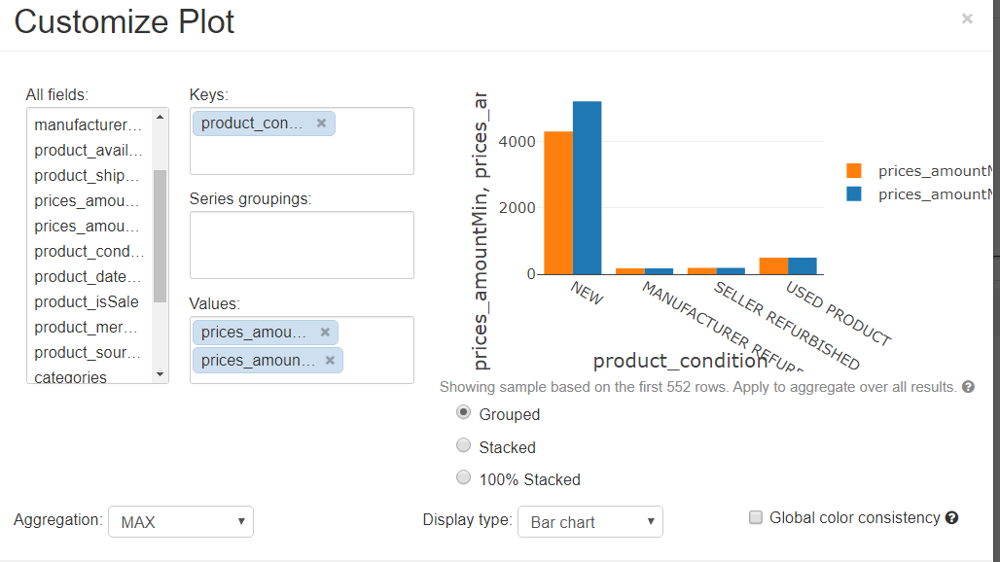 Customize Plot
×
All fields:
manufacturer...
product_avail...
product_ship...
prices_amou...
prices_amou...
product_cond...
product_date...
product_isSale
product_mer...
product_sour...
categories
Keys:
product_con... ×
Series groupings:
Values:
prices_amou... ×
prices_amoun... ×
prices_amountMin, prices_ar
4000
2000
0
NEW
MANUFACTURER REFURB
SELLER REFURBISHED
USED PRODUCT
product_condition
prices_amountM
prices_amountM
Showing sample based on the first 552 rows. Apply to aggregate over all results. ?
Grouped
Stacked
100% Stacked
Aggregation: MAX
Display type: Bar chart
Global color consistency ?